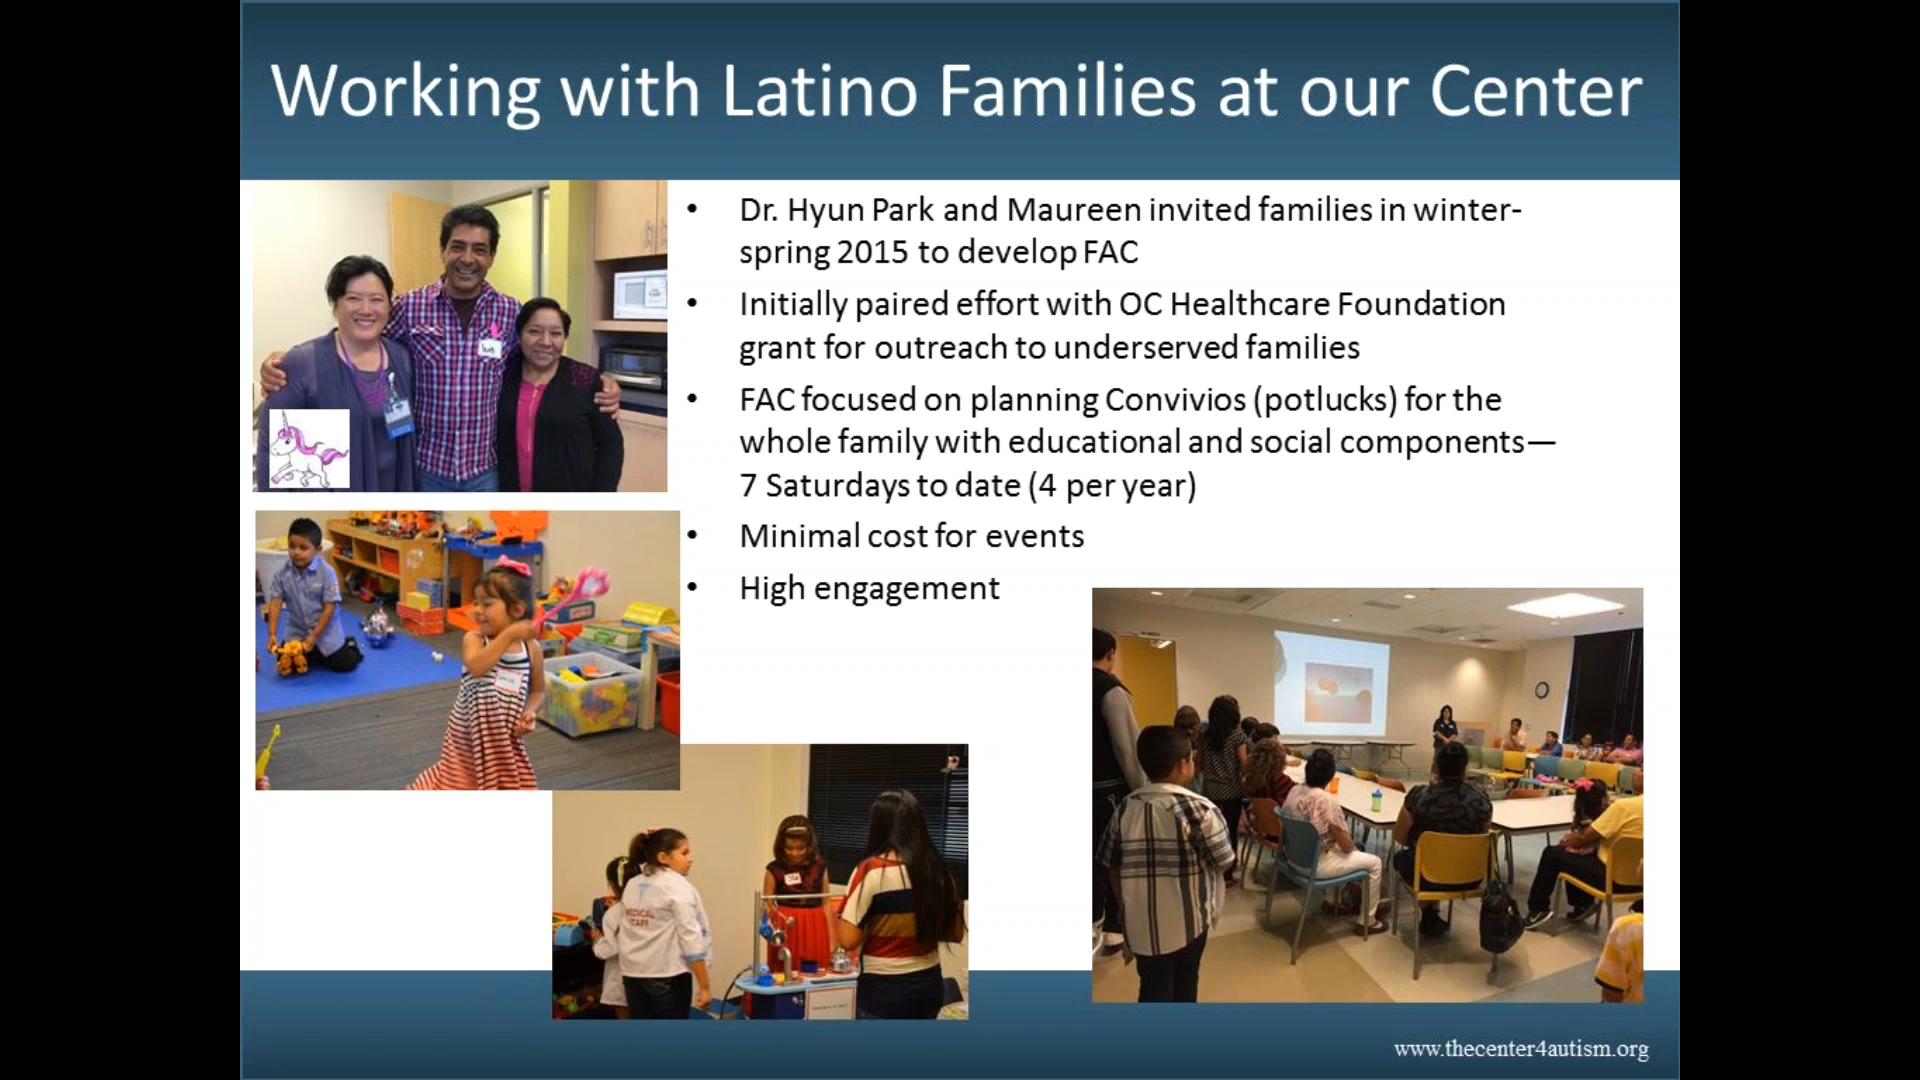 Working with Latino Families at our Center
• Dr. Hyun Park and Maureen invited families in winter-
spring 2015 to develop FAC
• Initially paired effort with OC Healthcare Foundation
grant for outreach to underserved families
• FAC focused on planning Convivios (potlucks) for the
whole family with educational and social components—
7 Saturdays to date (4 per year)
• Minimal cost for events
• High engagement
MEDICAL
STAFF
www.thecenter4autism.org